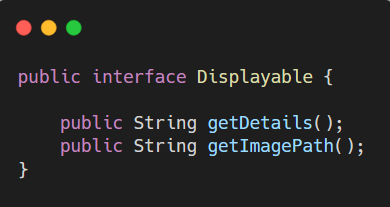 public interface Displayable {
public String getDetails();
public String getImagePath();
}